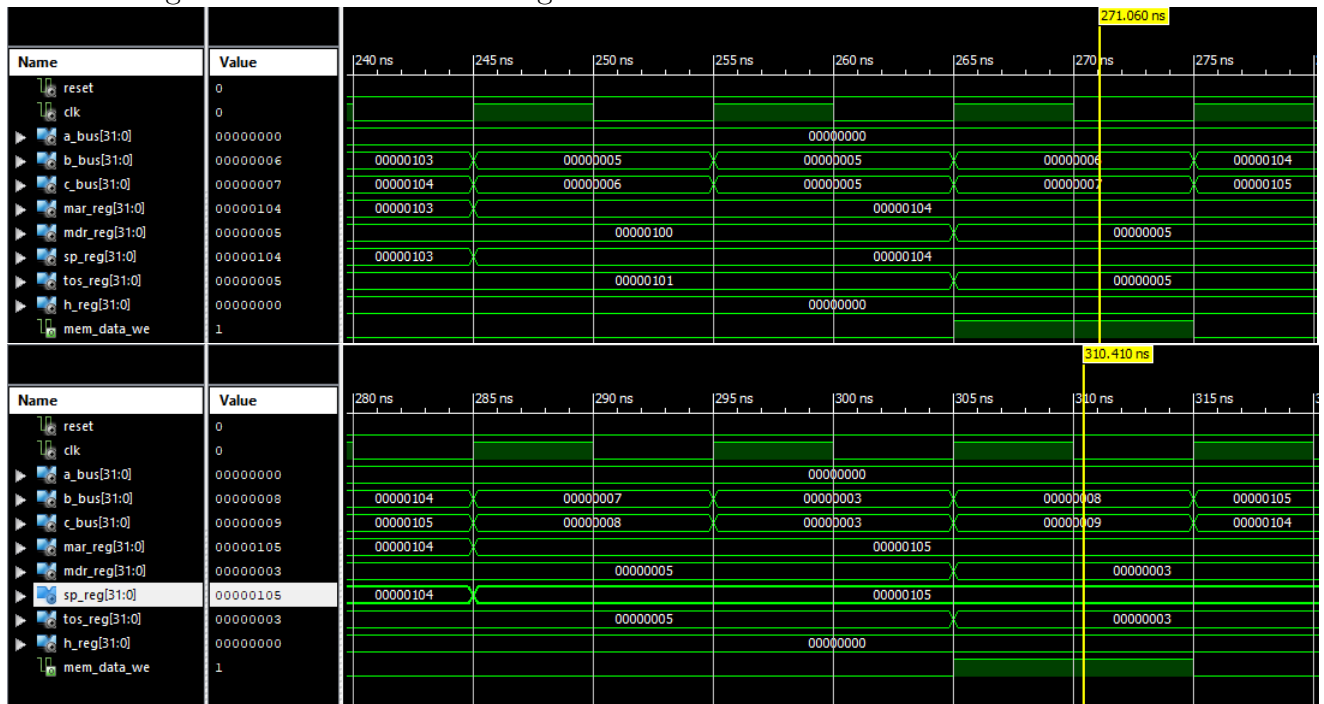 271.060 ns
Name Value 240 ns 245 ns 250 ns 255 ns 260 ns 265 ns 270 ns 275 ns
reset 0
clk 0
a_bus[31:0] 00000000 00000000
b_bus[31:0] 00000006 00000103 00000005 00000005 00000006 00000104
c_bus[31:0] 00000007 00000104 00000006 00000005 00000007 00000105
mar_reg[31:0] 00000104 00000103 00000104
mdr_reg[31:0] 00000005 00000100 00000005
sp_reg[31:0] 00000104 00000103 00000104
tos_reg[31:0] 00000005 00000101 00000005
h_reg[31:0] 00000000 00000000
mem_data_we 1
310.410 ns
Name Value 280 ns 285 ns 290 ns 295 ns 300 ns 305 ns 310 ns 315 ns
reset 0
clk 0
a_bus[31:0] 00000000 00000000
b_bus[31:0] 00000008 00000104 00000007 00000003 00000008 00000105
c_bus[31:0] 00000009 00000105 00000008 00000003 00000009 00000104
mar_reg[31:0] 00000105 00000104 00000105
mdr_reg[31:0] 00000003 00000005 00000003
sp_reg[31:0] 00000105 00000104 00000105
tos_reg[31:0] 00000003 00000005 00000003
h_reg[31:0] 00000000 00000000
mem_data_we 1